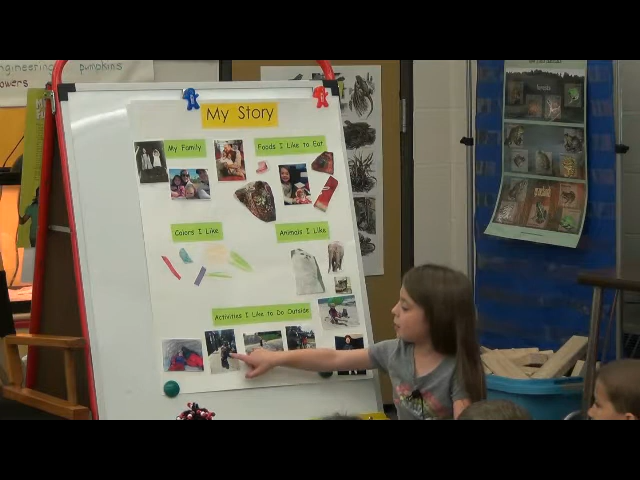 engineering pumpkins
owers
My Story
My Family
Foods I Like to Eat
Colors I Like
Animals I Like
Activities I Like to Do Outside